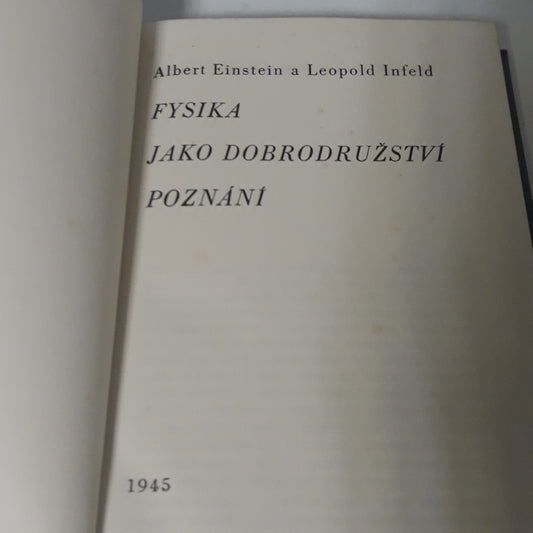 Albert Einstein a Leopold Infeld
FYSIKA
JAKO DOBRODRUŽSTVÍ
POZNÁNÍ
1945